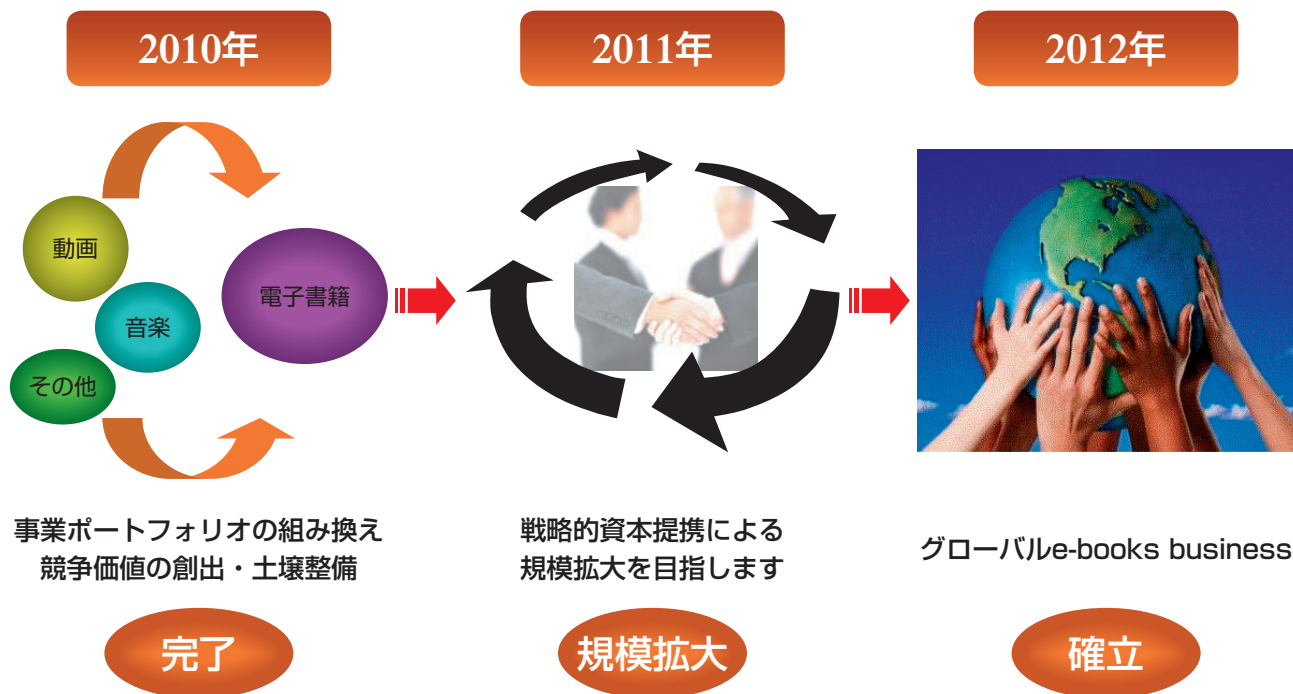 2010年
2011年
2012年
動画
音楽
その他
電子書籍
事業ポートフォリオの組み換え
競争価値の創出・土壌整備
戦略的資本提携による
規模拡大を目指します
グローバルe-books business
完了
規模拡大
確立